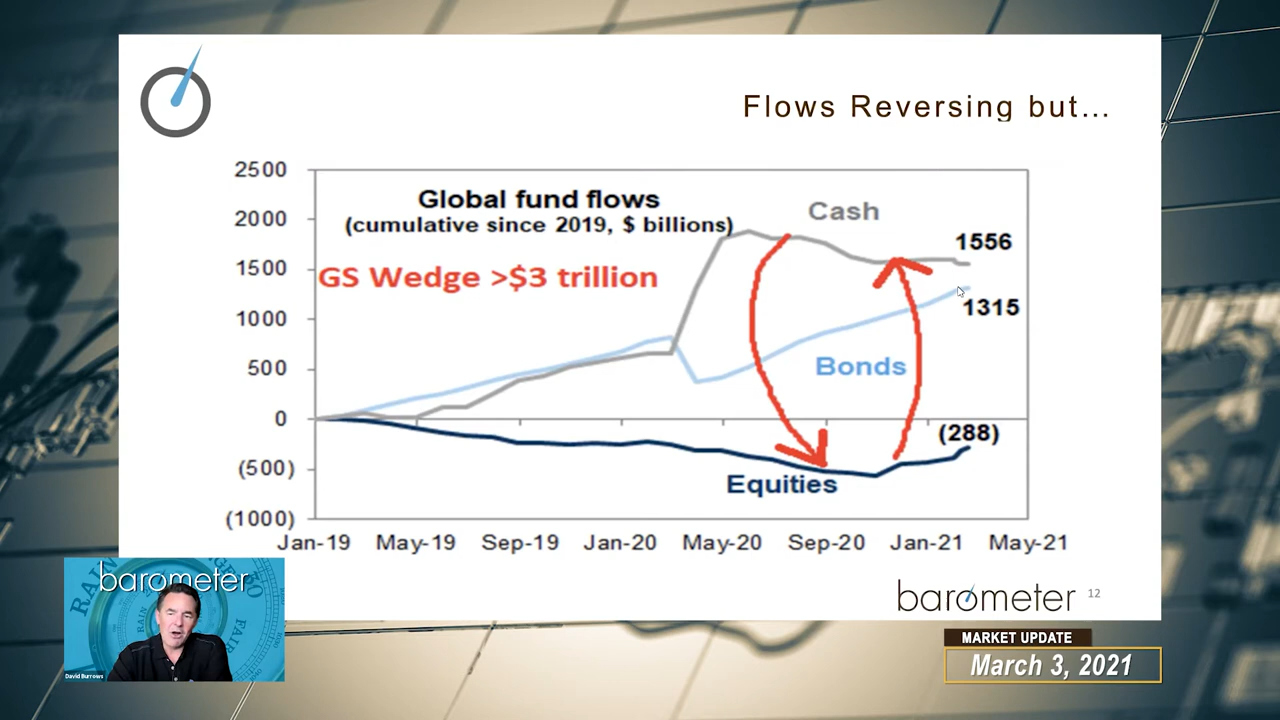 Flows Reversing but...
2500
2000
1500
1000
500
0
(500)
(1000)
Global fund flows
(cumulative since 2019, $ billions)
GS Wedge >$3 trillion
Cash
1556
1315
Bonds
(288)
Equities
Jan-19 May-19 Sep-19 Jan-20 May-20 Sep-20 Jan-21 May-21
barometer
RAIN
FAIR
David Burrows
barometer 12
MARKET UPDATE
March 3, 2021